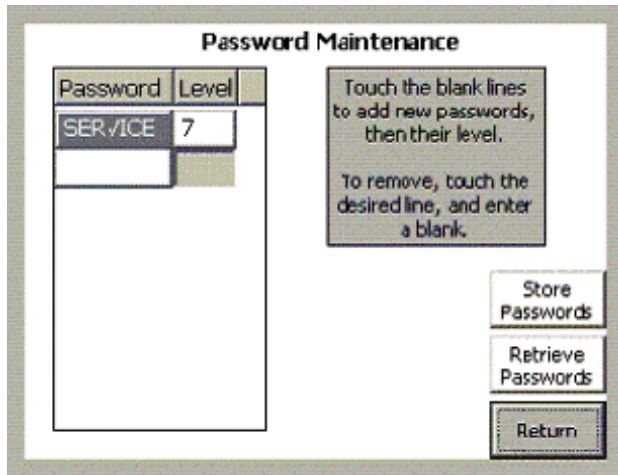 Password Maintenance
Password Level
SERVICE 7
Touch the blank lines
to add new passwords,
then their level.
To remove, touch the
desired line, and enter
a blank.
Store
Passwords
Retrieve
Passwords
Return